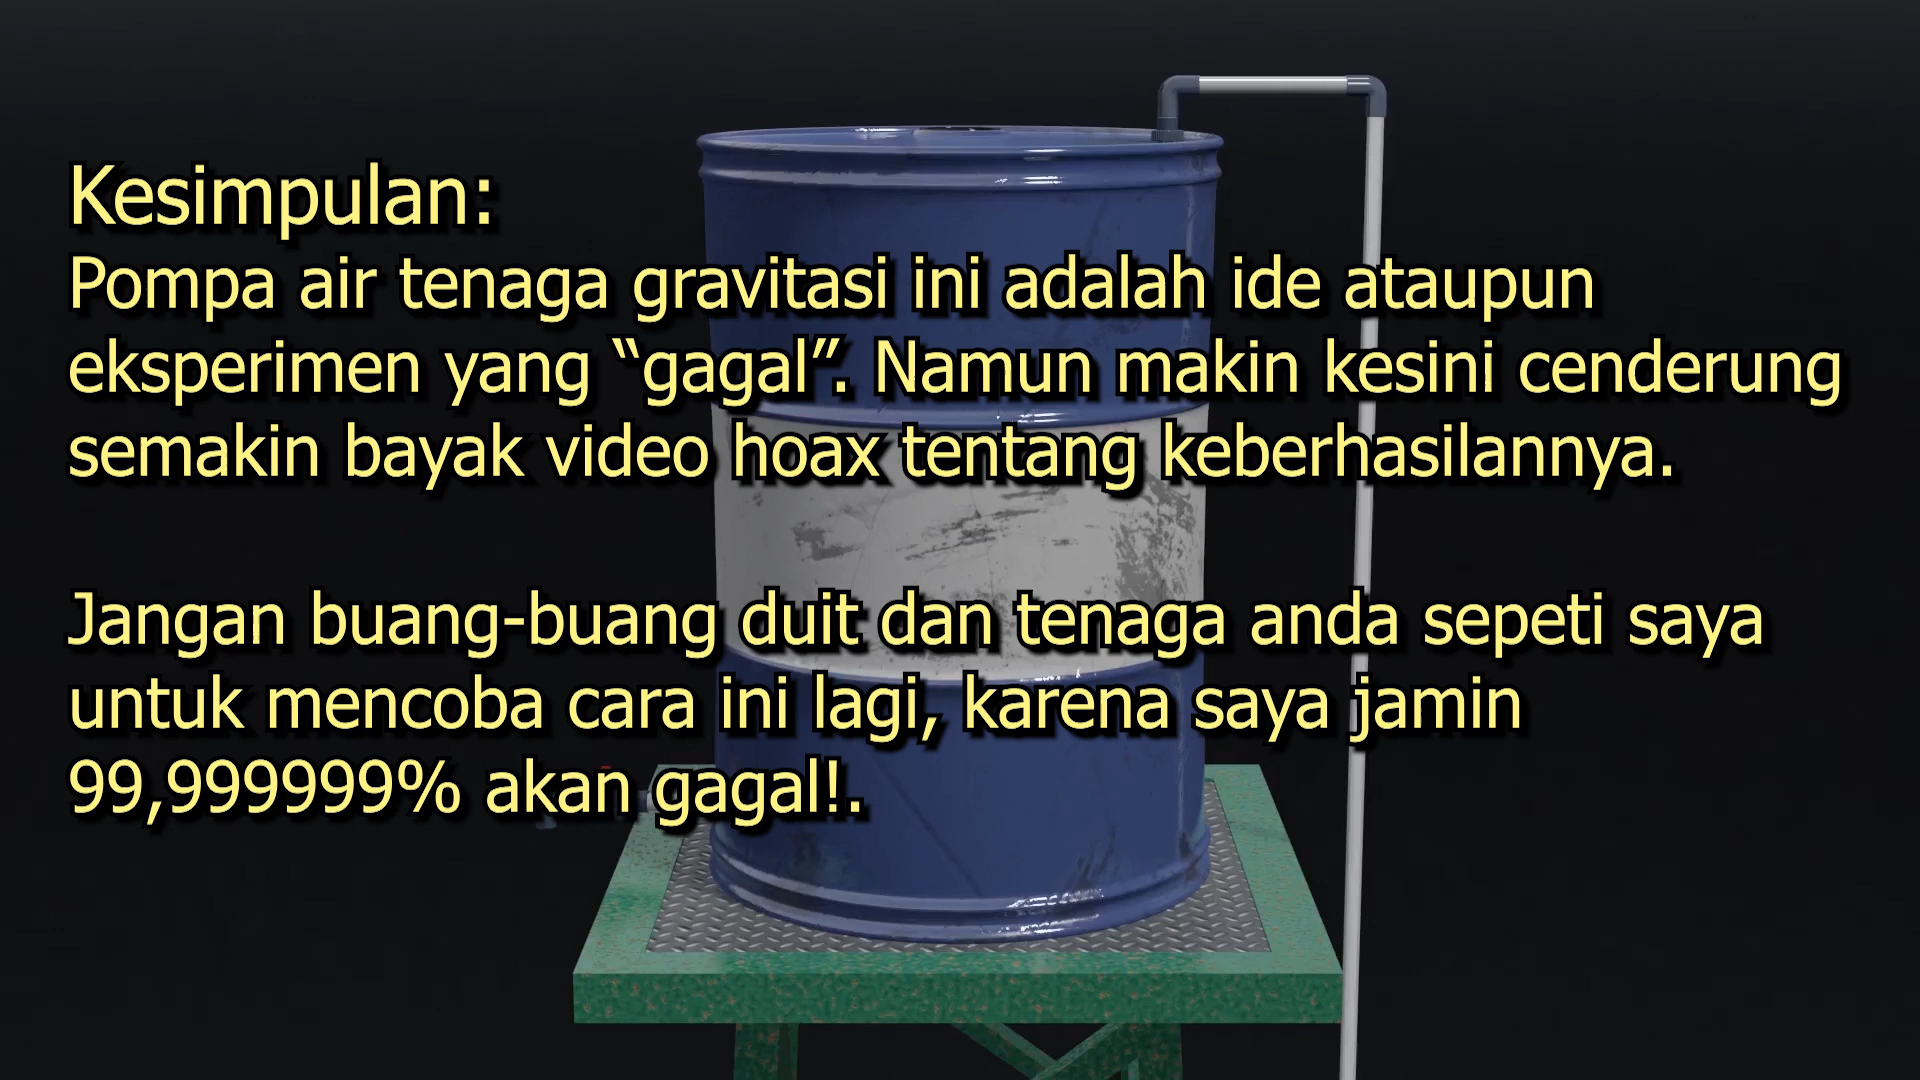 Kesimpulan:
Pompa air tenaga gravitasi ini adalah ide ataupun
eksperimen yang “gagal”. Namun makin kesini cenderung
semakin bayak video hoax tentang keberhasilannya.
Jangan buang-buang duit dan tenaga anda sepeti saya
untuk mencoba cara ini lagi, karena saya jamin
99,999999% akan gagal!.